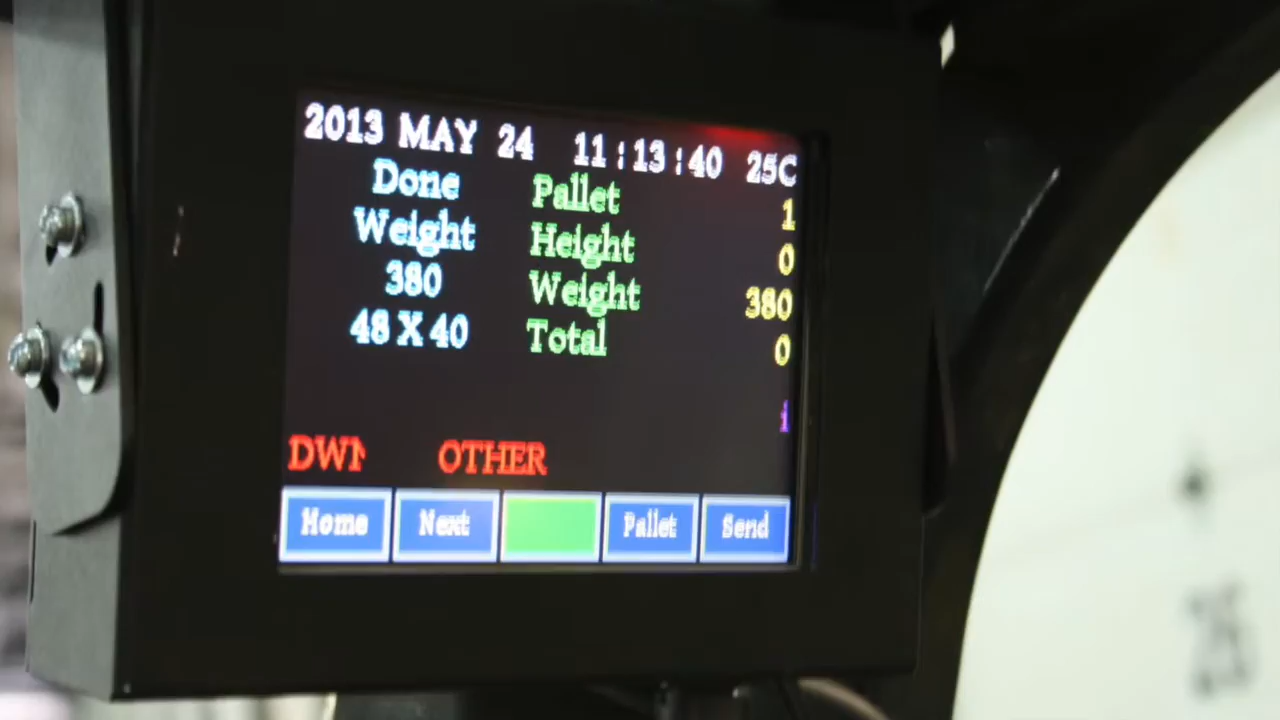 2013 MAY 24 11:13:40 25C
Done
Weight
380
48 X 40
Pallet 1
Height 0
Weight 380
Total 0
i
OTHER
Home Next Pallet Send
25